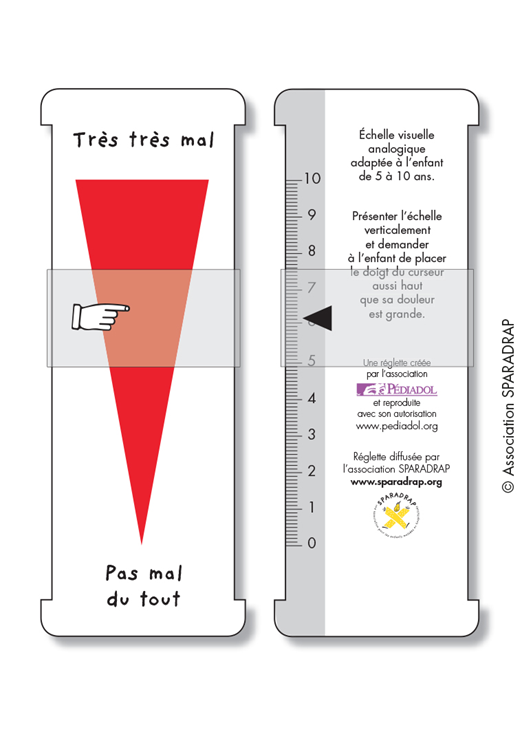 Très très mal
Pas mal
du tout
Échelle visuelle
analogique
adaptée à l'enfant
de 5 à 10 ans.
Présenter l'échelle
verticalement
et demander
à l'enfant de placer
le doigt du curseur
aussi haut
que sa douleur
est grande.
Une réglette créée
par l'association
PÉDIADOL
et reproduite
avec son autorisation
www.pediadol.org
Réglette diffusée par
l'association SPARADRAP
www.sparadrap.org
SPARADRAP
10
9
8
7
6
5
4
3
2
1
0
© Association SPARADRAP